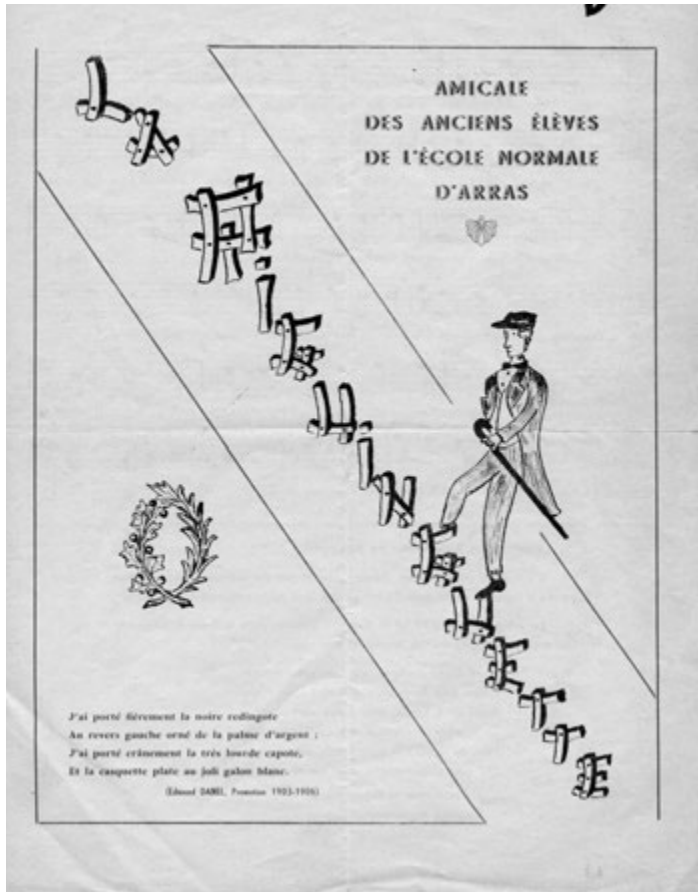 AMICALE
DES ANCIENS ÉLÈVES
DE L'ÉCOLE NORMALE
D'ARRAS
LA
J'ai porté fièrement la noire redingote
Au revers gauche orné de la palme d'argent ;
J'ai porté crânement la très lourde capote,
Et la casquette plate au joli galon blanc.
(Edmond Promotion 1903-1906)